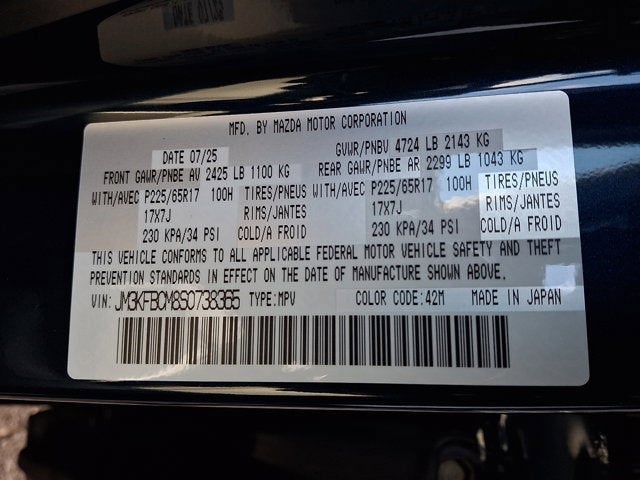 MFD. BY MAZDA MOTOR CORPORATION
DATE 07/25 GVWR/PNBV 4724 LB 2143 KG
FRONT GAWR/PNBE AV 2425 LB 1100 KG REAR GAWR/PNBE AR 2299 LB 1043 KG
WITH/AVEC P225/65R17 100H TIRES/PNEUS WITH/AVEC P225/65R17 100H TIRES/PNEUS
17X7J RIMS/JANTES 17X7J RIMS/JANTES
230 KPA/34 PSI COLD/A FROID 230 KPA/34 PSI COLD/A FROID
THIS VEHICLE CONFORMS TO ALL APPLICABLE FEDERAL MOTOR VEHICLE SAFETY AND THEFT
PREVENTION STANDARDS IN EFFECT ON THE DATE OF MANUFACTURE SHOWN ABOVE.
VIN: JM3KFBCM8S0738365 TYPE:MPV COLOR CODE:42M MADE IN JAPAN